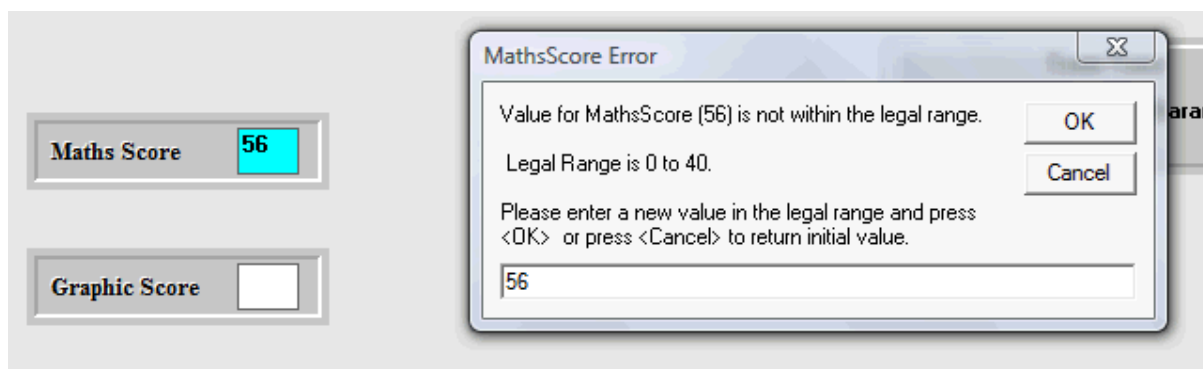 MathsScore Error
Value for MathsScore (56) is not within the legal range.
OK
Legal Range is 0 to 40.
Cancel
Please enter a new value in the legal range and press
<OK> or press <Cancel> to return initial value.
56
Maths Score 56
Graphic Score